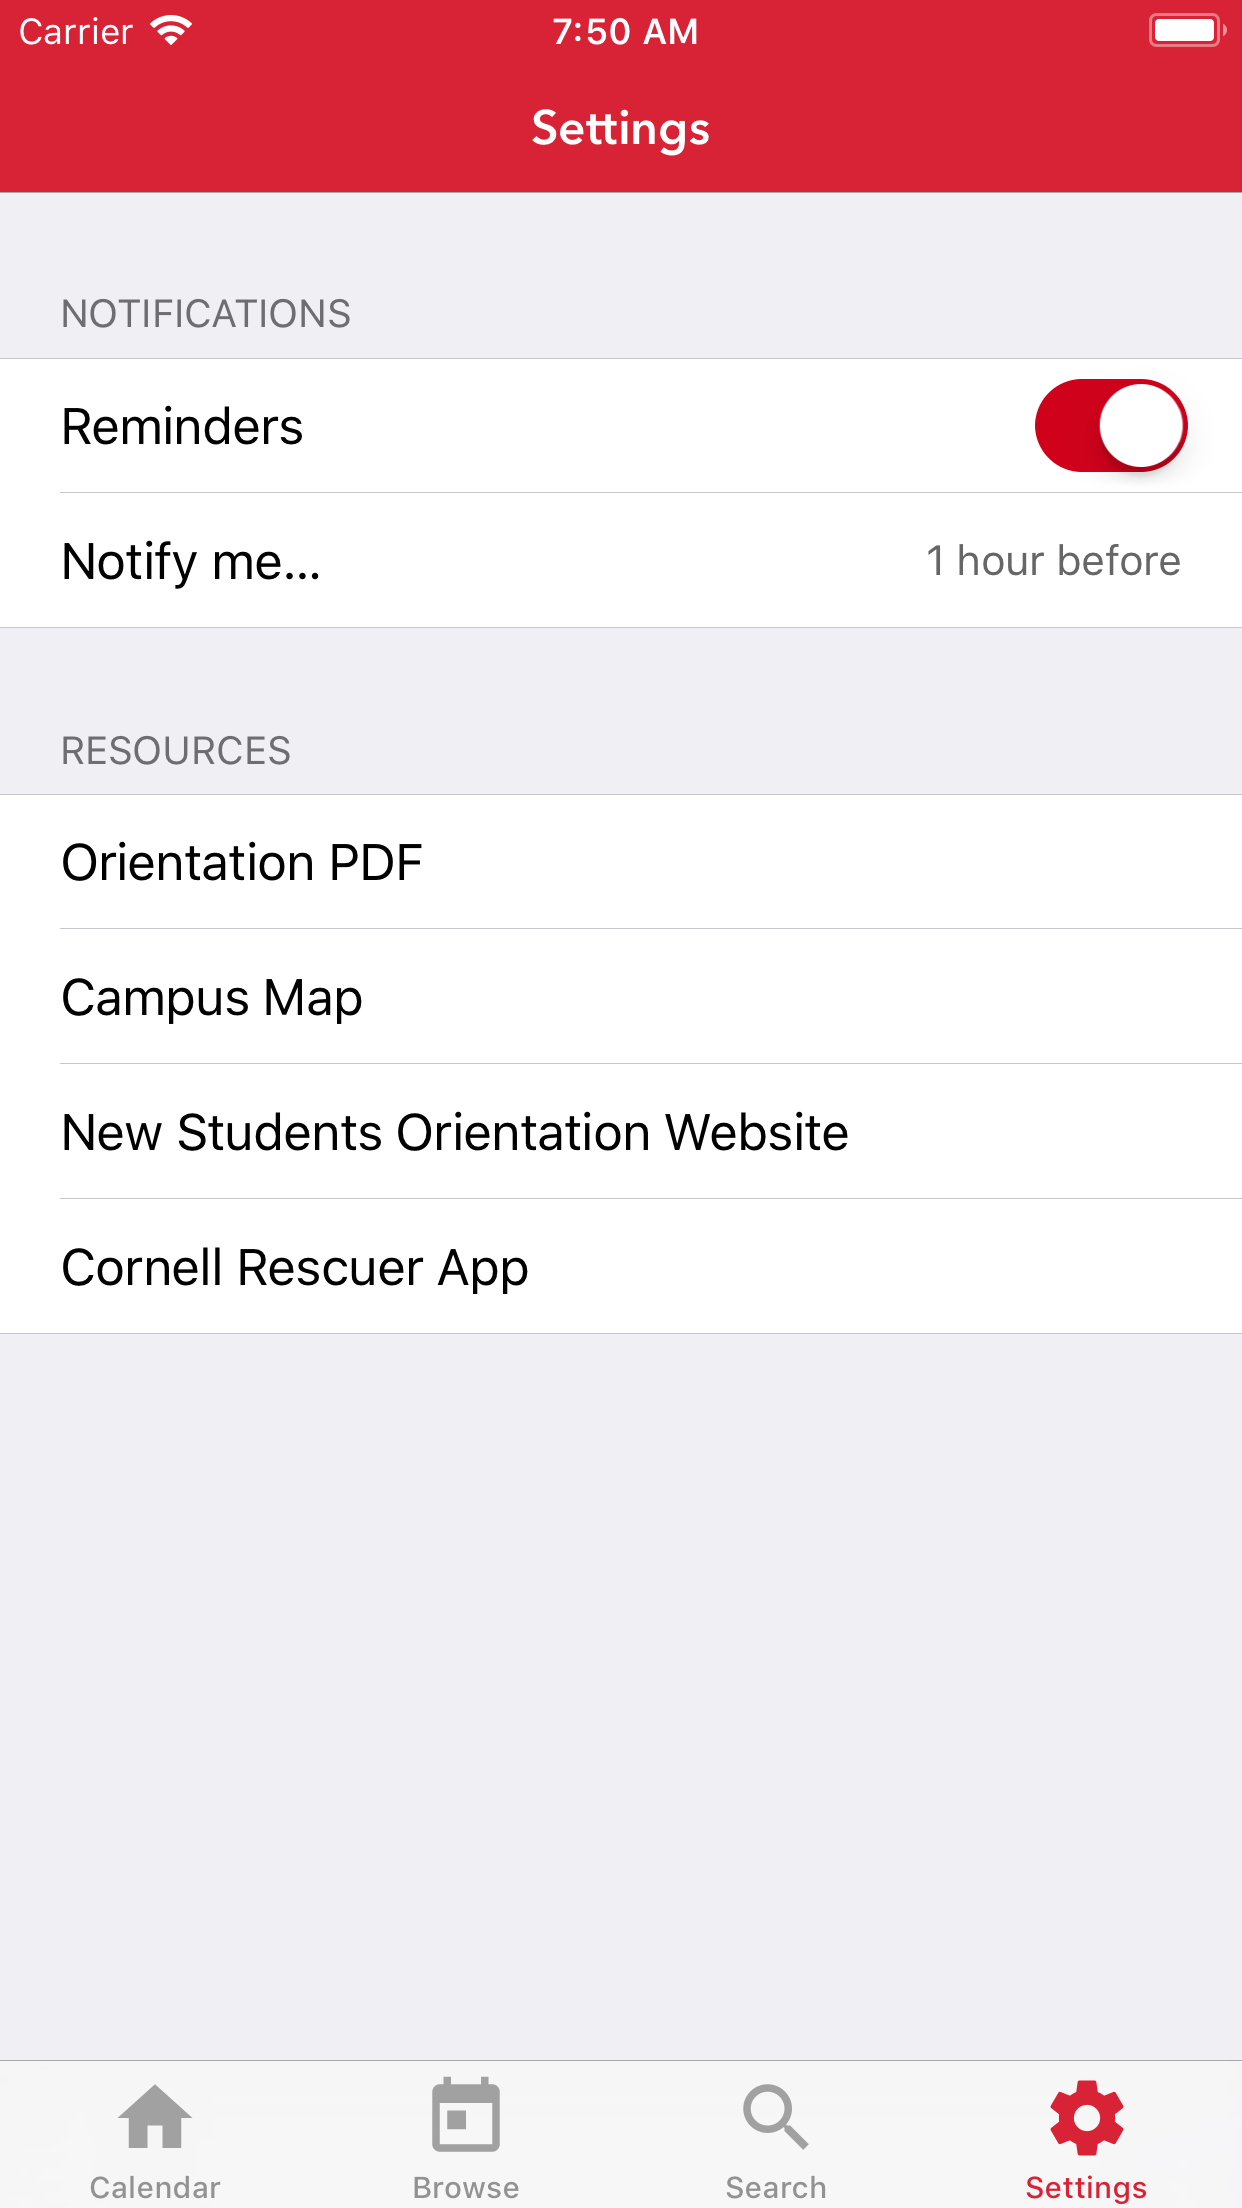 Carrier
7:50 AM
Settings
NOTIFICATIONS
Reminders
Notify me...
1 hour before
RESOURCES
Orientation PDF
Campus Map
New Students Orientation Website
Cornell Rescuer App
Calendar
Browse
Search
Settings